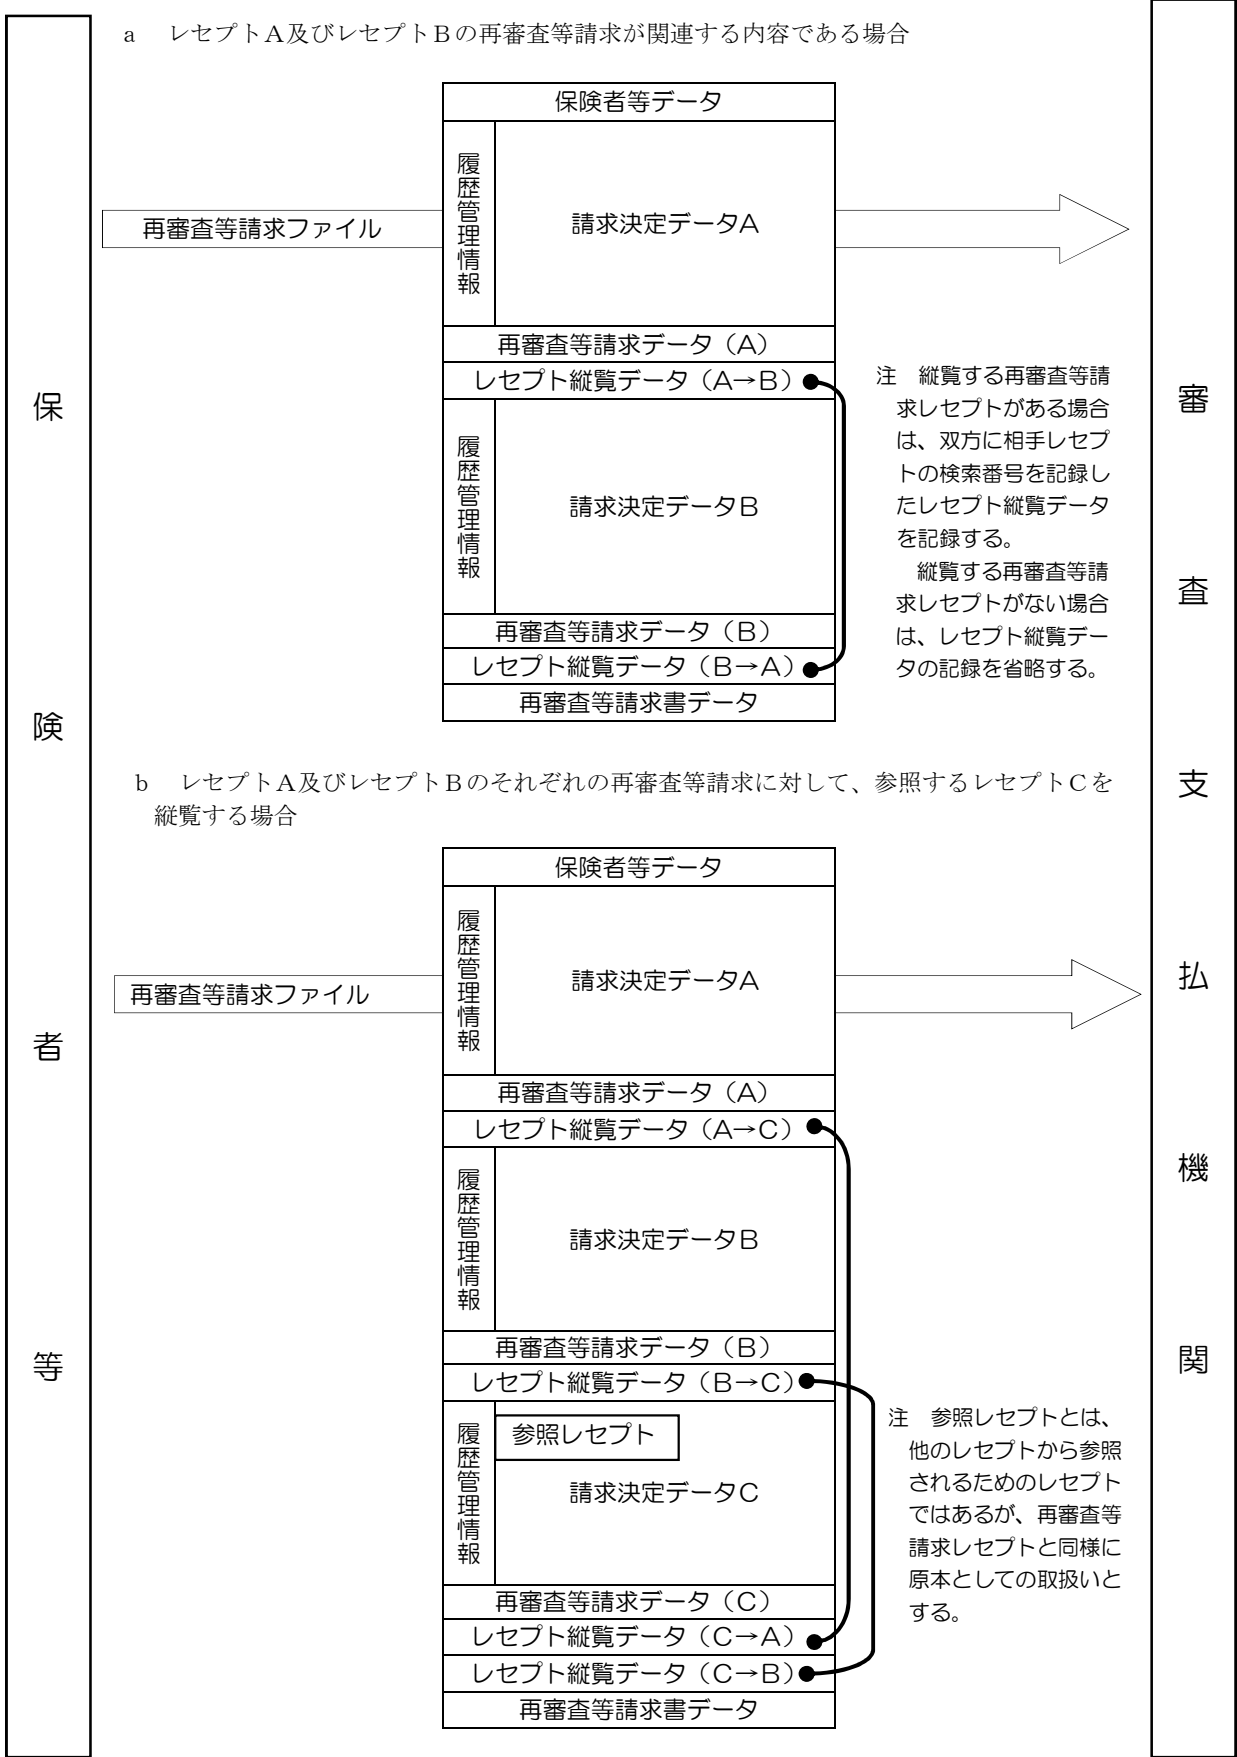 保険者等
a　レセプトA及びレセプトBの再審査等請求が関連する内容である場合
再審査等請求ファイル
保険者等データ
履歴管理情報
請求決定データA
再審査等請求データ（A）
レセプト縦覧データ（A→B）
履歴管理情報
請求決定データB
再審査等請求データ（B）
レセプト縦覧データ（B→A）
再審査等請求書データ
注　縦覧する再審査等請
求レセプトがある場合
は、双方に相手レセプ
トの検索番号を記録し
たレセプト縦覧データ
を記録する。
縦覧する再審査等請
求レセプトがない場合
は、レセプト縦覧デー
タの記録を省略する。
b　レセプトA及びレセプトBのそれぞれの再審査等請求に対して、参照するレセプトCを
縦覧する場合
再審査等請求ファイル
保険者等データ
履歴管理情報
請求決定データA
再審査等請求データ（A）
レセプト縦覧データ（A→C）
履歴管理情報
請求決定データB
再審査等請求データ（B）
レセプト縦覧データ（B→C）
履歴管理情報
参照レセプト
請求決定データC
再審査等請求データ（C）
レセプト縦覧データ（C→A）
レセプト縦覧データ（C→B）
再審査等請求書データ
注　参照レセプトとは、
他のレセプトから参照
されるためのレセプト
ではあるが、再審査等
請求レセプトと同様に
原本としての取扱いと
する。
審査支払機関